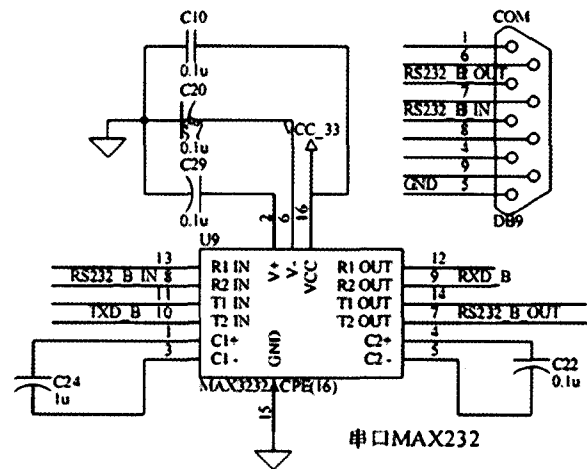 C10
0.1u
C20
0.1u
C29
0.1u
VCC_33
2
6
16
COM
1
6
RS232_B_OUT
7
RS232_B_IN
8
4
9
GND
5
DB9
U9
13
RS232_B_IN 8
11
TXD_B 10
1
3
R1 IN
R2 IN
T1 IN
T2 IN
C1+
C1-
V+
V-
VCC
GND
R1 OUT
R2 OUT
T1 OUT
T2 OUT
C2+
C2-
12
9 RXD_B
14
7 RS232_B_OUT
4
5
C24
1u
C22
0.1u
MAX3232ACPE(16)
15
串口MAX232